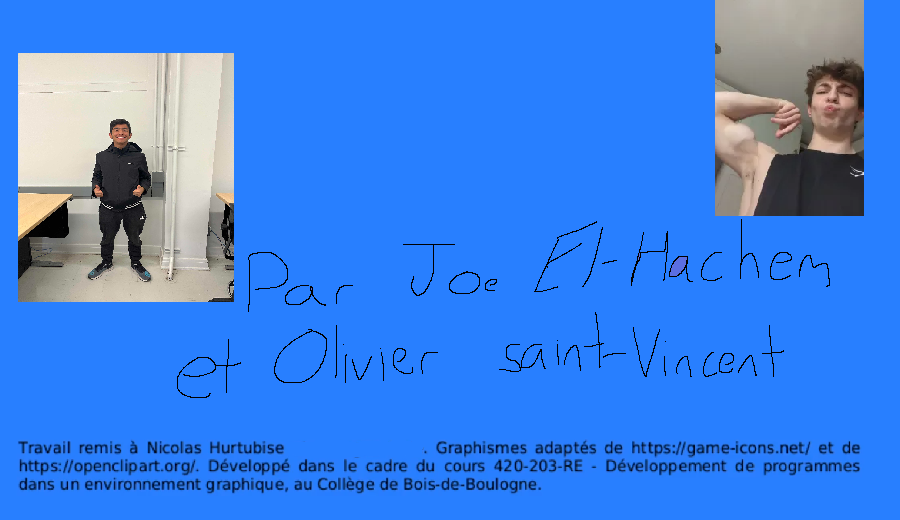 Par Joe El-Hachem
et Olivier saint-Vincent
Travail remis à Nicolas Hurtubise . Graphismes adaptés de https://game-icons.net/ et de
https://openclipart.org/. Développé dans le cadre du cours 420-203-RE - Développement de programmes
dans un environnement graphique, au Collège de Bois-de-Boulogne.